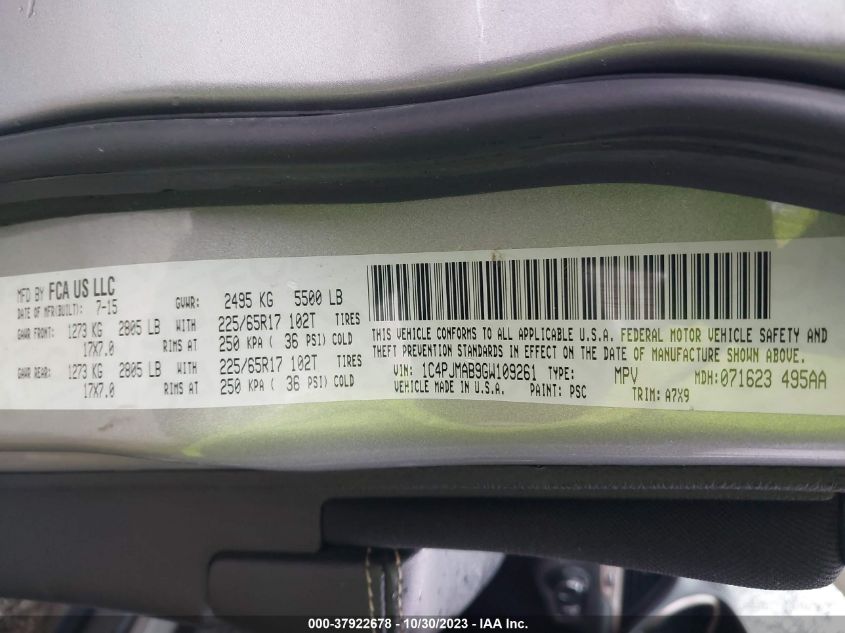 MFD BY FCA US LLC
DATE OF MFR(BUILT): 7-15 GVWR: 2495 KG 5500 LB
GAWR FRONT: 1273 KG 2805 LB WITH 225/65R17 102T TIRES
17X7.0 RIMS AT 250 KPA ( 36 PSI) COLD
GAWR REAR: 1273 KG 2805 LB WITH 225/65R17 102T TIRES
17X7.0 RIMS AT 250 KPA ( 36 PSI) COLD
THIS VEHICLE CONFORMS TO ALL APPLICABLE U.S.A. FEDERAL MOTOR VEHICLE SAFETY AND
THEFT PREVENTION STANDARDS IN EFFECT ON THE DATE OF MANUFACTURE SHOWN ABOVE.
VIN: 1C4PJMAB9GW109261 TYPE: MPV MDH: 071623 495AA
VEHICLE MADE IN U.S.A. PAINT: PSC TRIM: A7X9
000-37922678 - 10/30/2023 - IAA Inc.